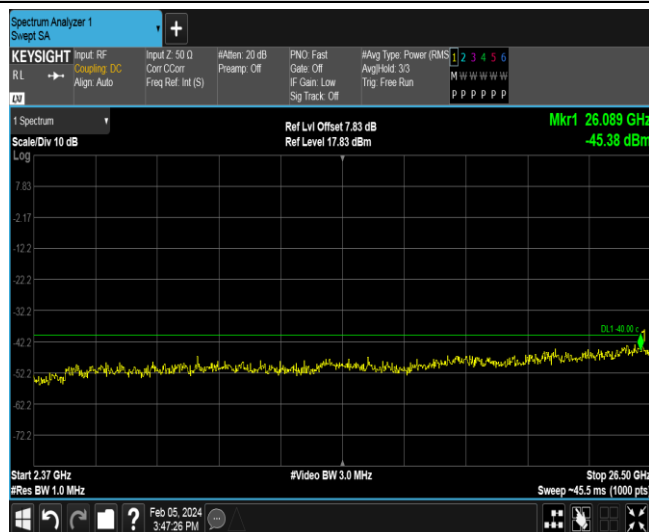 Spectrum Analyzer 1
Swept SA
+
KEYSIGHT
RL
LXI
Input: RF
Coupling: DC
Align: Auto
Input Z: 50 Ω
Corr CCorr
Freq Ref: Int (S)
#Atten: 20 dB
Preamp: Off
PNO: Fast
Gate: Off
IF Gain: Low
Sig Track: Off
#Avg Type: Power (RMS
Avg|Hold: 3/3
Trig: Free Run
1 2 3 4 5 6
M W W W W W
P P P P P P
1 Spectrum
Scale/Div 10 dB
Log
Ref Lvl Offset 7.83 dB
Ref Level 17.83 dBm
Mkr1 26.089 GHz
-45.38 dBm
7.83
-2.17
-12.2
-22.2
-32.2
DL1 -40.00 c
-42.2
-52.2
-62.2
-72.2
Start 2.37 GHz
#Res BW 1.0 MHz
#Video BW 3.0 MHz
Stop 26.50 GHz
Sweep ~45.5 ms (1000 pts)
?
Feb 05, 2024
3:47:26 PM